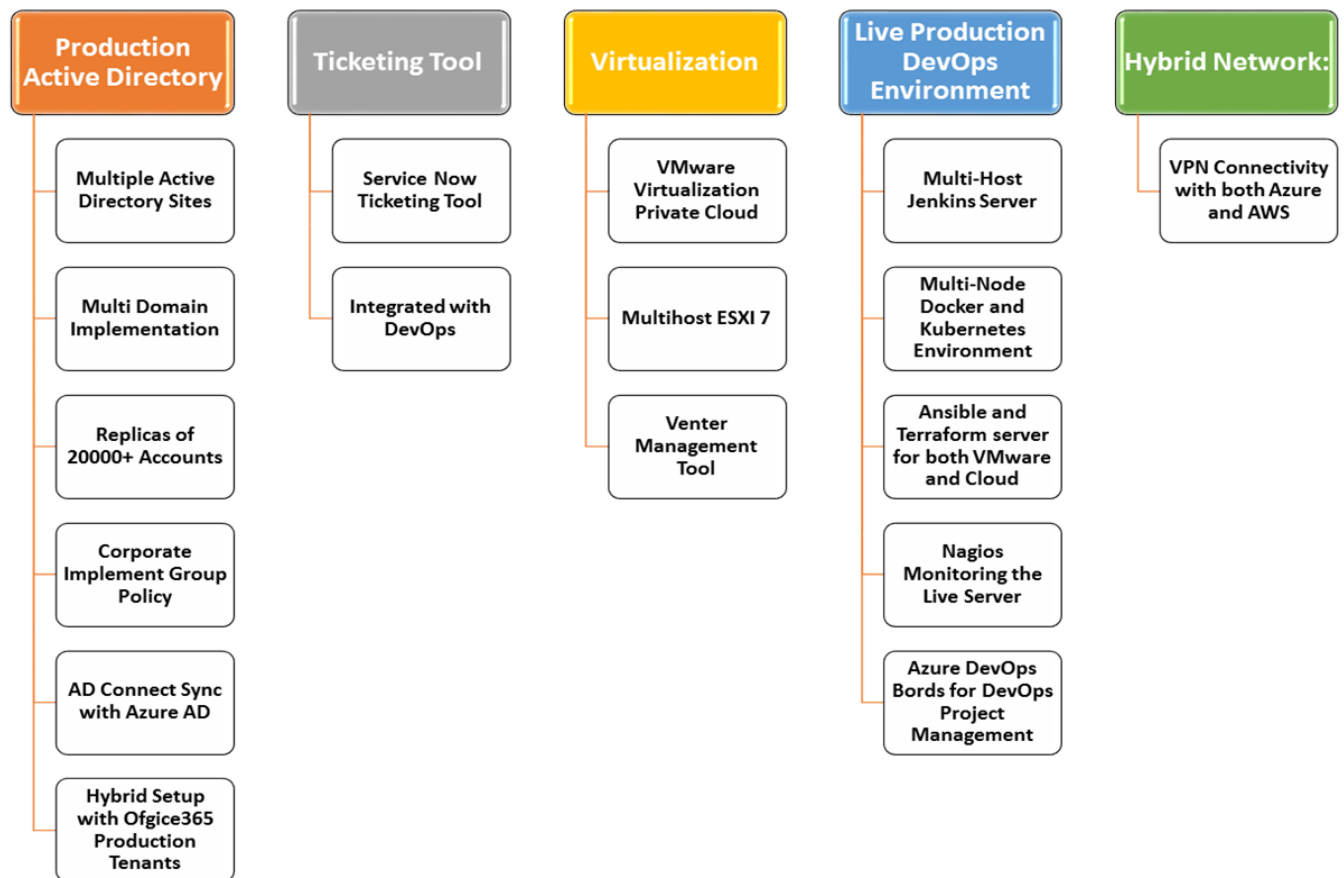 Production
Active Directory
Multiple Active
Directory Sites
Multi Domain
Implementation
Replicas of
20000+ Accounts
Corporate
Implement Group
Policy
AD Connect Sync
with Azure AD
Hybrid Setup
with Ofgice365
Production
Tenants
Ticketing Tool
Service Now
Ticketing Tool
Integrated with
DevOps
Virtualization
VMware
Virtualization
Private Cloud
Multihost ESXI 7
Venter
Management
Tool
Live Production
DevOps
Environment
Multi-Host
Jenkins Server
Multi-Node
Docker and
Kubernetes
Environment
Ansible and
Terraform server
for both VMware
and Cloud
Nagios
Monitoring the
Live Server
Azure DevOps
Bords for DevOps
Project
Management
Hybrid Network:
VPN Connectivity
with both Azure
and AWS